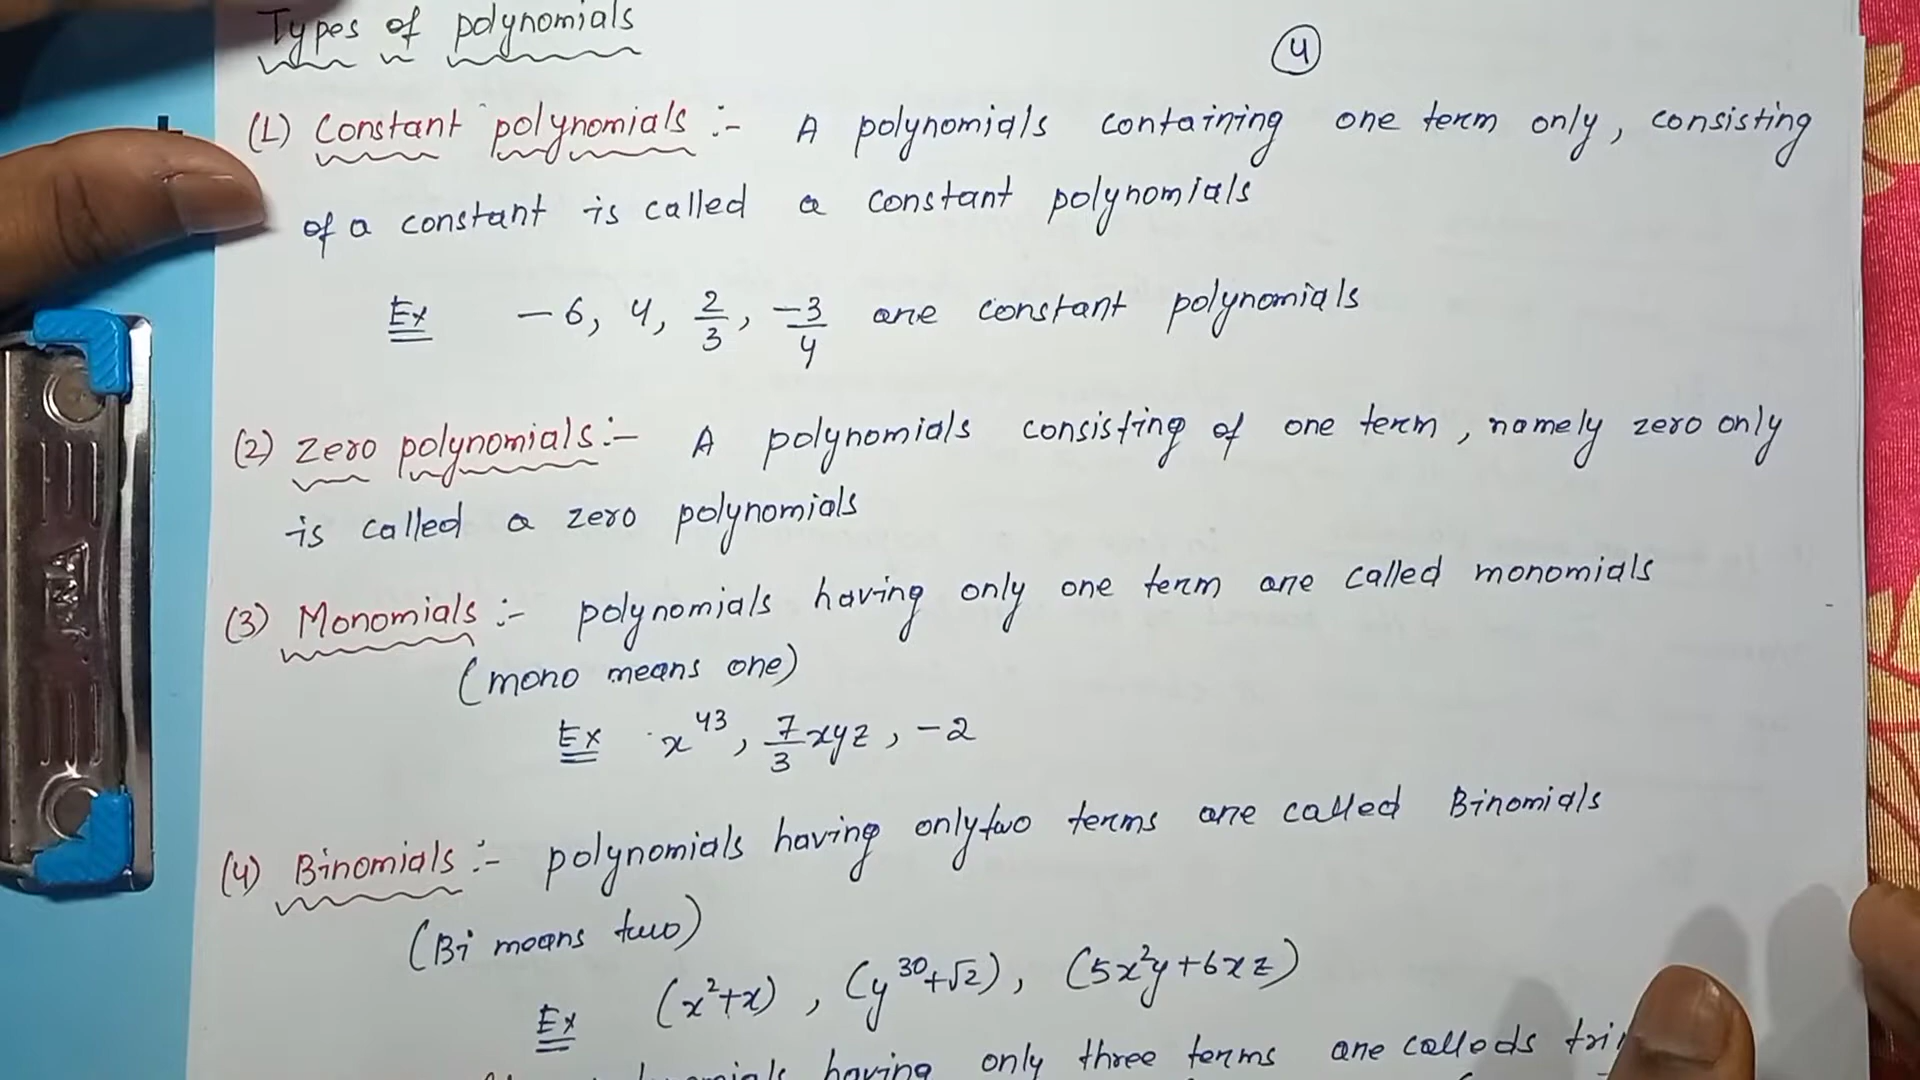 Types of polynomials
4
(1) Constant polynomials :- A polynomials containing one term only, consisting
of a constant is called a constant polynomials
Ex -6, 4, 2/3, -3/4 are constant polynomials
(2) Zero polynomials :- A polynomials consisting of one term, namely zero only
is called a zero polynomials
(3) Monomials :- polynomials having only one term are called monomials
(mono means one)
Ex x^43, 7/3 xyz, -2
(4) Binomials :- polynomials having only two terms are called Binomials
(Bi means two)
Ex (x²+x), (y^30+√2), (5x²y+6xz)
having only three terms are calleds